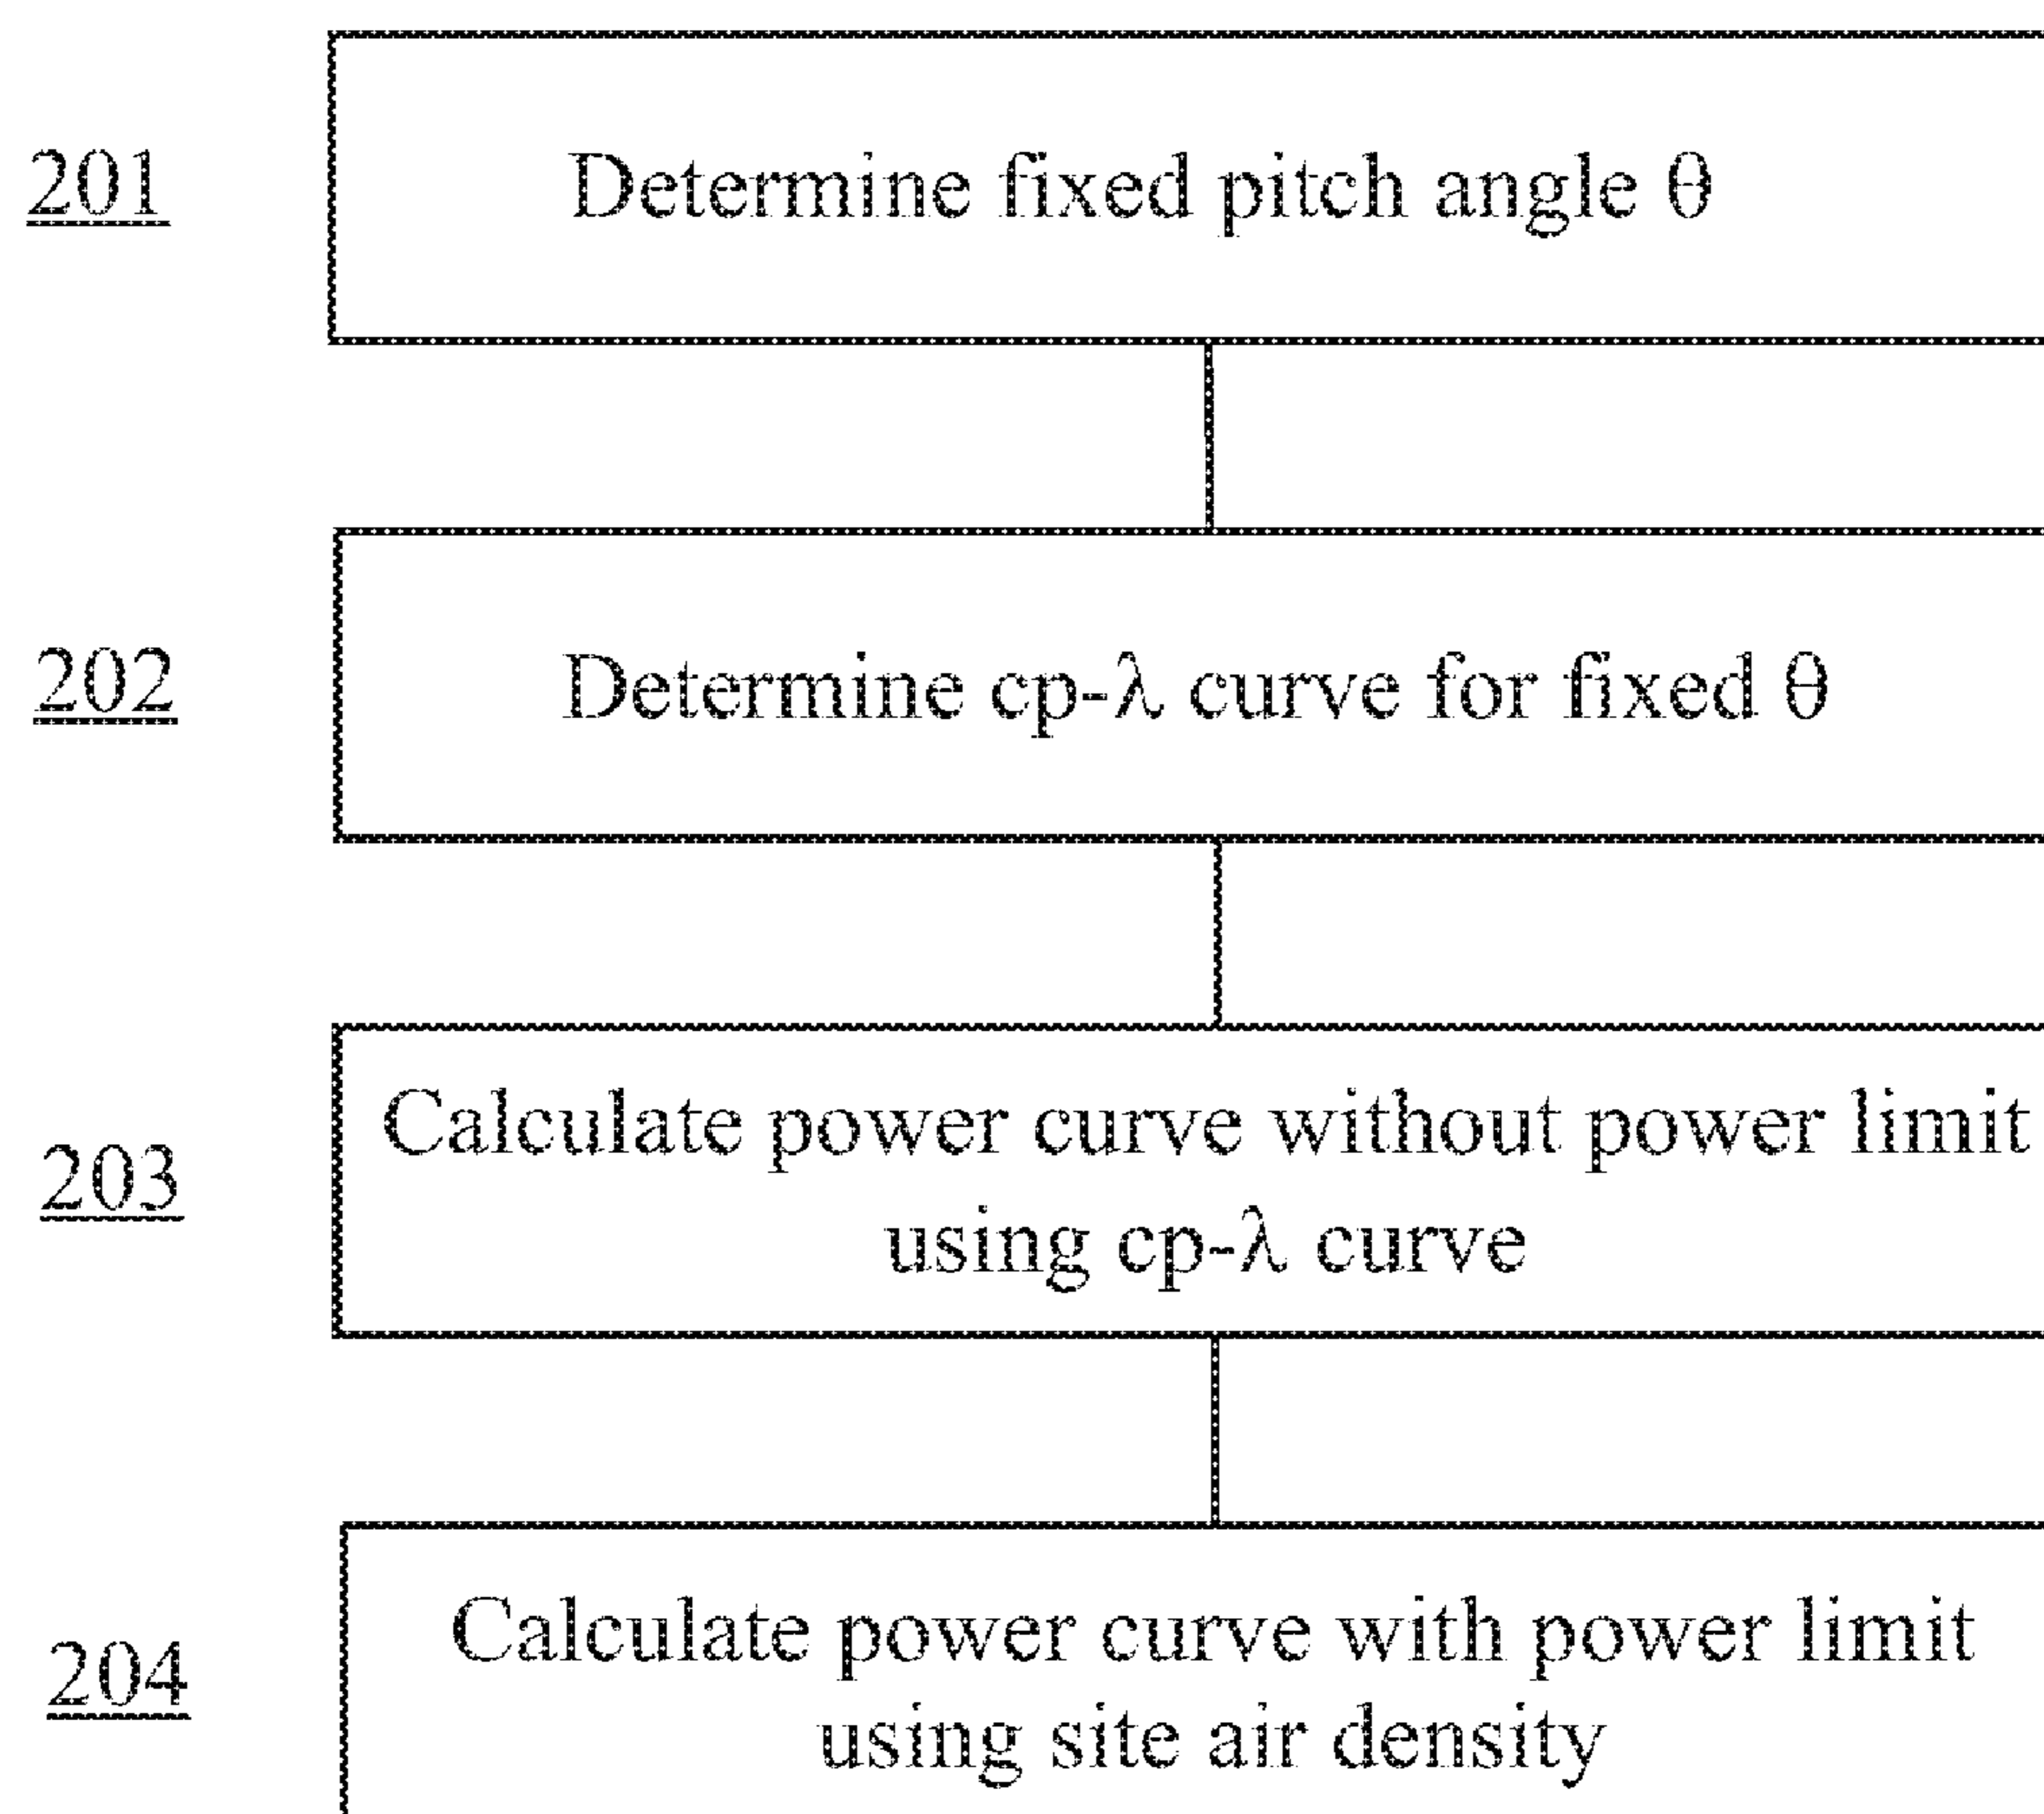 201
Determine fixed pitch angle θ
202
Determine cp-λ curve for fixed θ
203
Calculate power curve without power limit
using cp-λ curve
204
Calculate power curve with power limit
using site air density